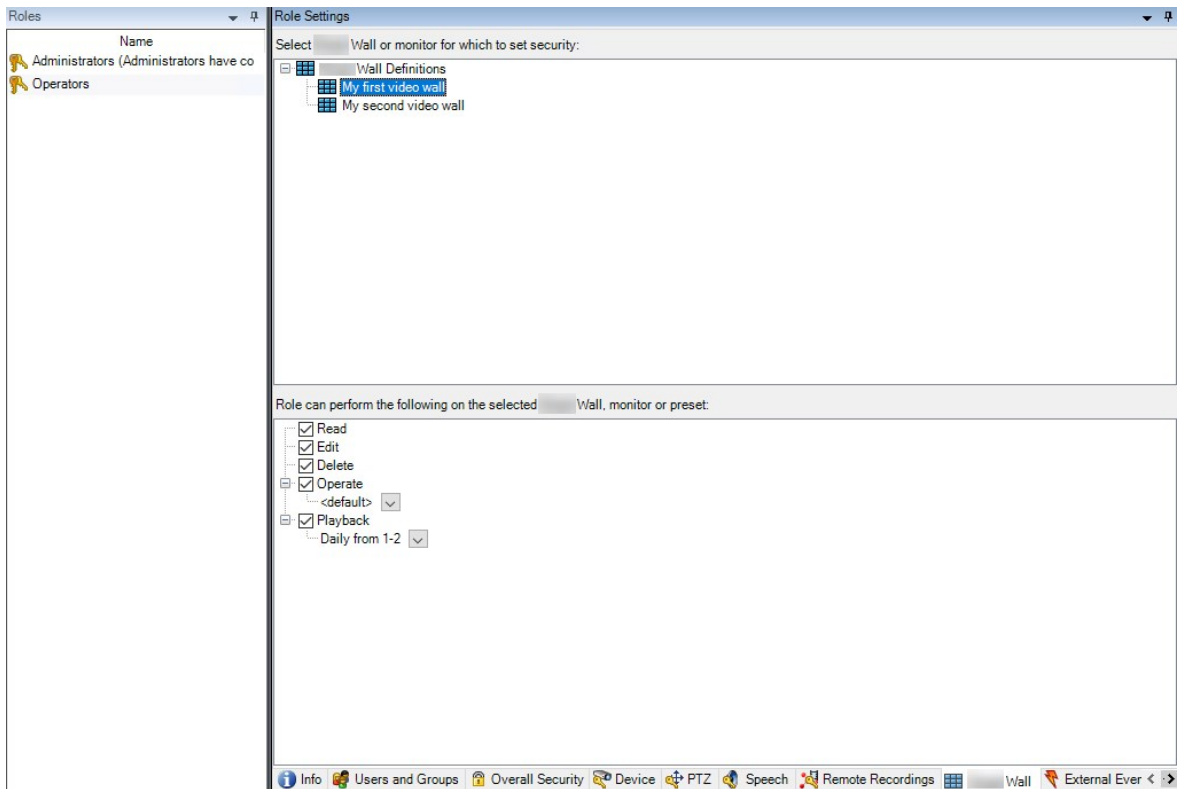 Roles
Name
Administrators (Administrators have co
Operators
Role Settings
Select Wall or monitor for which to set security:
Wall Definitions
My first video wall
My second video wall
Role can perform the following on the selected Wall, monitor or preset:
Read
Edit
Delete
Operate
<default>
Playback
Daily from 1-2
Info Users and Groups Overall Security Device PTZ Speech Remote Recordings Wall External Ever